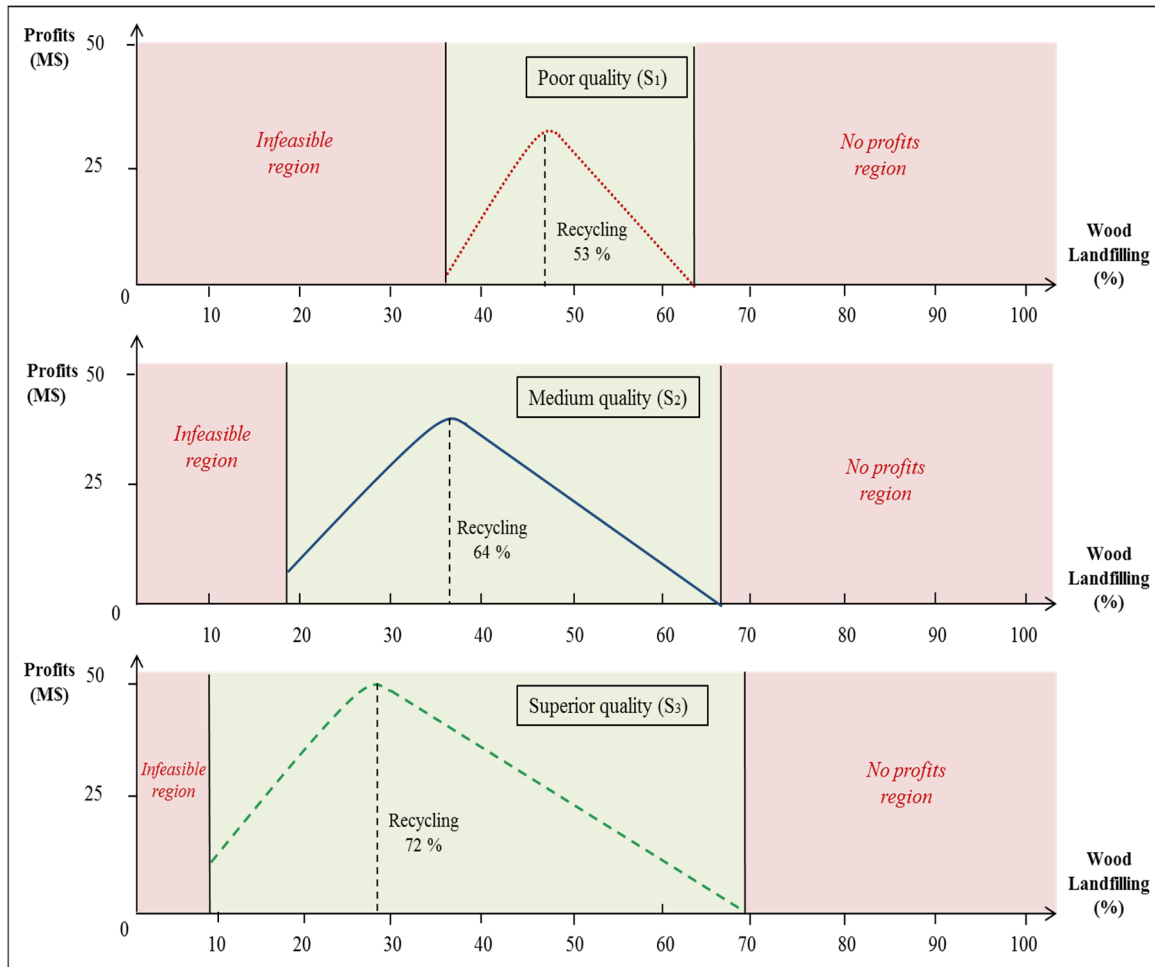 Profits
(M$)
50
25
0
Poor quality (S1)
Infeasible
region
No profits
region
Recycling
53 %
Wood
Landfilling
(%)
10 20 30 40 50 60 70 80 90 100
Profits
(M$)
50
25
0
Medium quality (S2)
Infeasible
region
No profits
region
Recycling
64 %
Wood
Landfilling
(%)
10 20 30 40 50 60 70 80 90 100
Profits
(M$)
50
25
0
Superior quality (S3)
Infeasible
region
No profits
region
Recycling
72 %
Wood
Landfilling
(%)
10 20 30 40 50 60 70 80 90 100